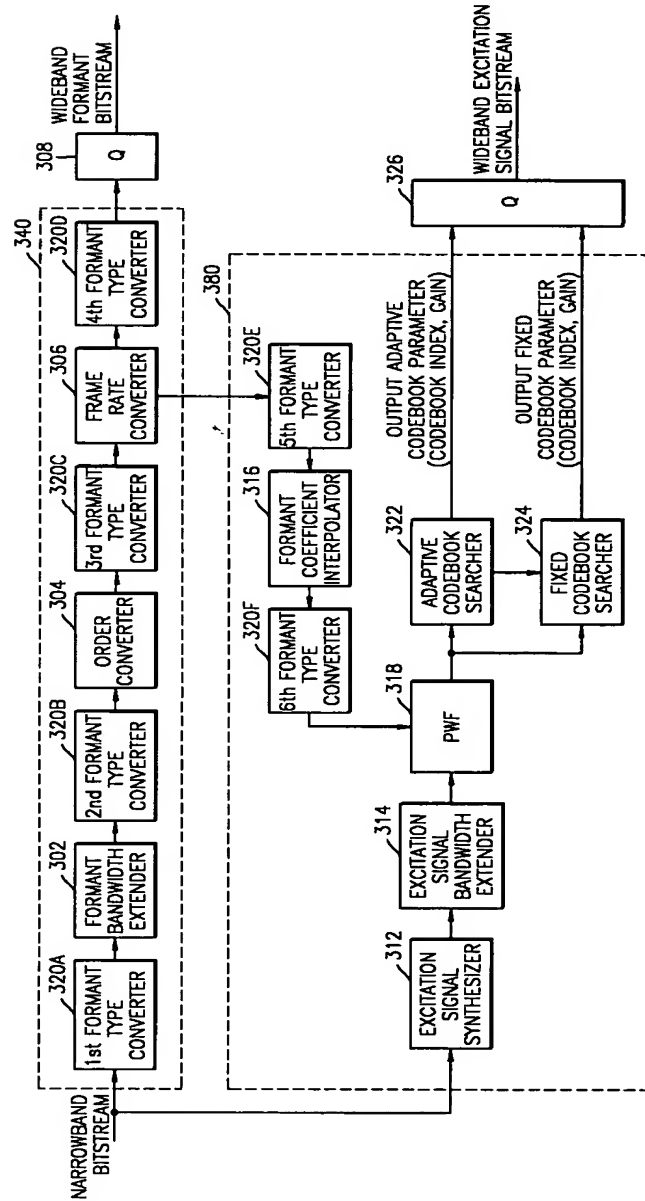 NARROWBAND
BITSTREAM
340
320A
1st FORMANT
TYPE
CONVERTER
302
FORMANT
BANDWIDTH
EXTENDER
320B
2nd FORMANT
TYPE
CONVERTER
304
ORDER
CONVERTER
320C
3rd FORMANT
TYPE
CONVERTER
306
FRAME
RATE
CONVERTER
320D
4th FORMANT
TYPE
CONVERTER
308
Q
WIDEBAND
FORMANT
BITSTREAM
380
320E
5th FORMANT
TYPE
CONVERTER
316
FORMANT
COEFFICIENT
INTERPOLATOR
320F
6th FORMANT
TYPE
CONVERTER
312
EXCITATION
SIGNAL
SYNTHESIZER
314
EXCITATION
SIGNAL
BANDWIDTH
EXTENDER
318
PWF
322
ADAPTIVE
CODEBOOK
SEARCHER
324
FIXED
CODEBOOK
SEARCHER
OUTPUT ADAPTIVE
CODEBOOK PARAMETER
(CODEBOOK INDEX, GAIN)
OUTPUT FIXED
CODEBOOK PARAMETER
(CODEBOOK INDEX, GAIN)
326
Q
WIDEBAND EXCITATION
SIGNAL BITSTREAM